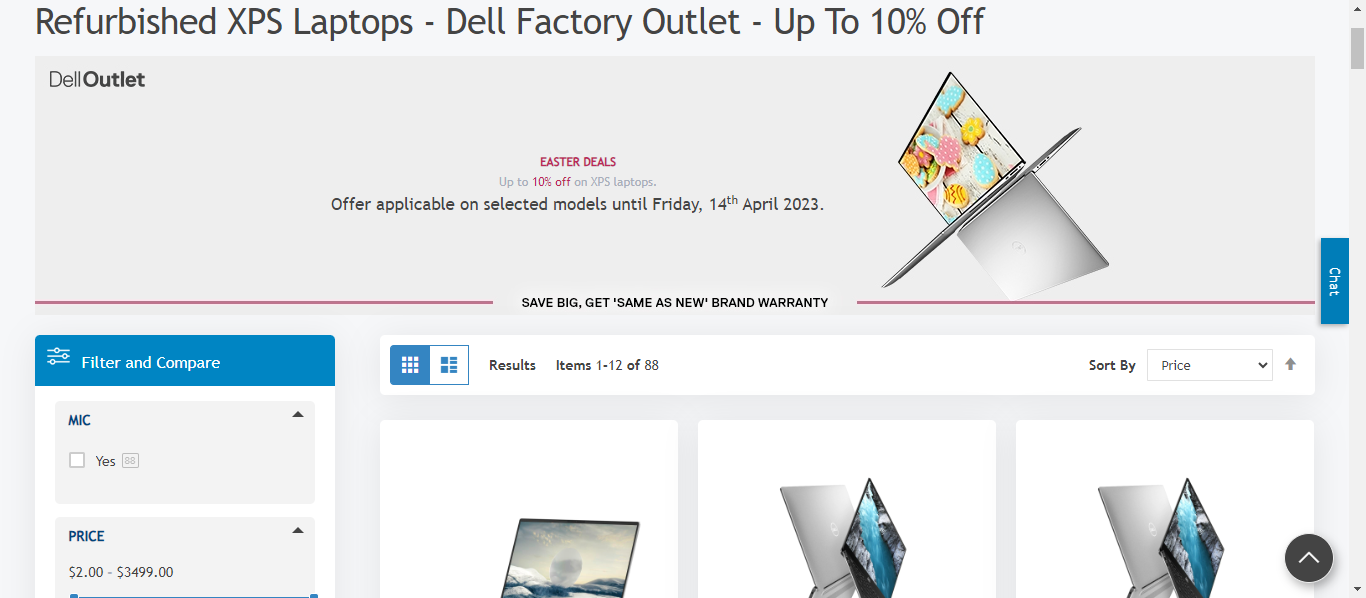 Refurbished XPS Laptops - Dell Factory Outlet - Up To 10% Off
DellOutlet
EASTER DEALS
Up to 10% off on XPS laptops.
Offer applicable on selected models until Friday, 14th April 2023.
SAVE BIG, GET 'SAME AS NEW' BRAND WARRANTY
Chat
Filter and Compare
Results Items 1-12 of 88
Sort By Price
MIC
Yes 88
PRICE
$2.00 - $3499.00